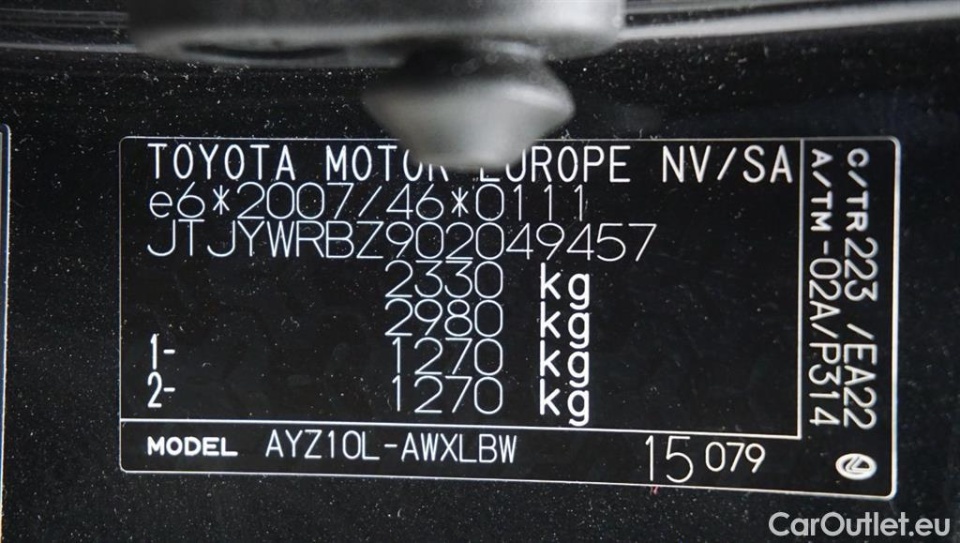 TOYOTA MOTOR EUROPE NV/SA
e6*2007/46*0111
JTJYWRBZ902049457
2330 kg
2980 kg
1- 1270 kg
2- 1270 kg
MODEL AYZ10L-AWXLBW 15 079
C/TR 223 /EA22
A/TM-02A/P314
CarOutlet.eu